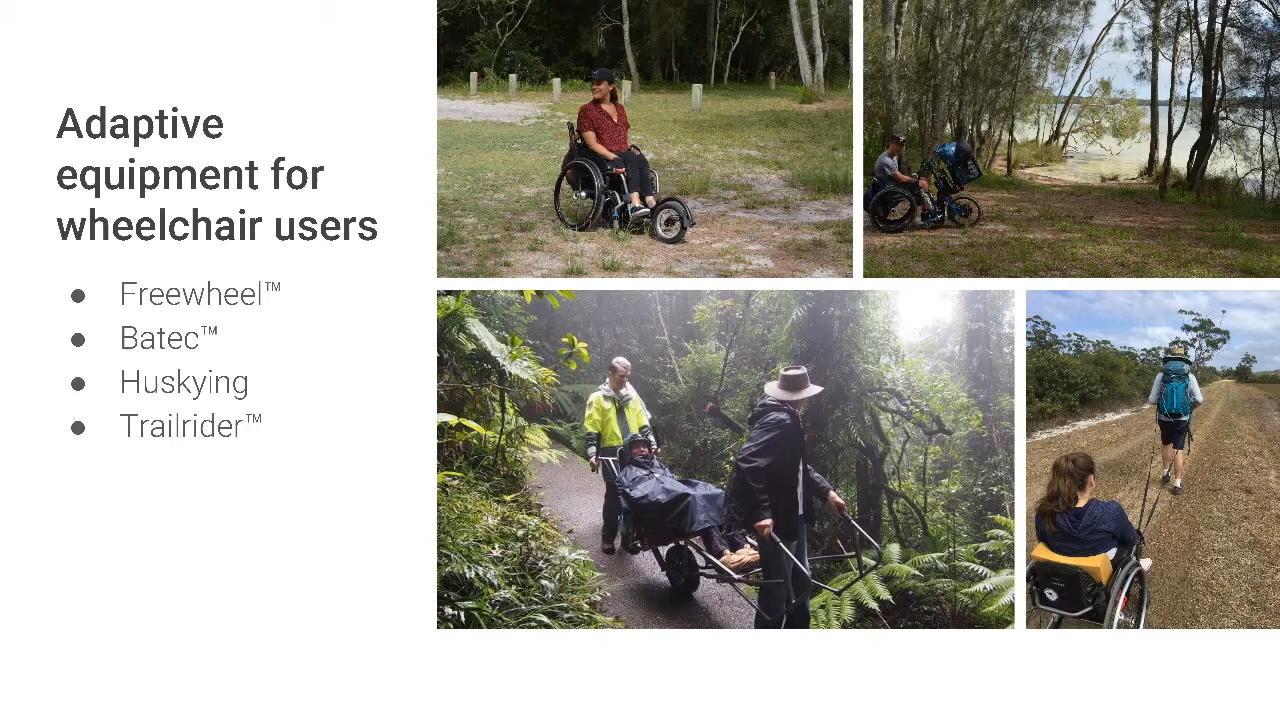 Adaptive
equipment for
wheelchair users
● Freewheel™
● Batec™
● Huskying
● Trailrider™